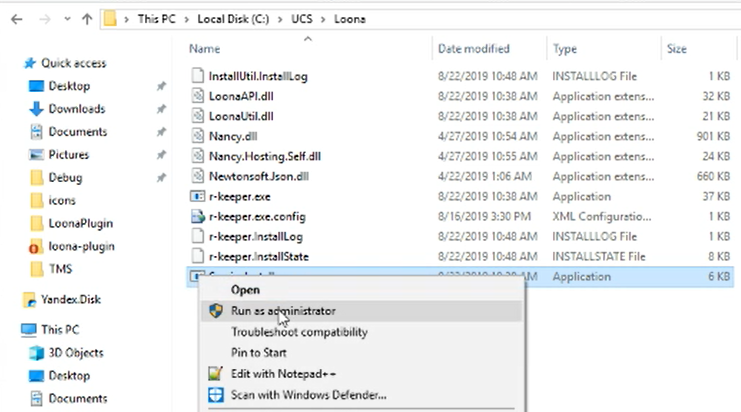 This PC > Local Disk (C:) > UCS > Loona
Name Date modified Type Size
Quick access
Desktop
Downloads
Documents
Pictures
Debug
icons
LoonaPlugin
loona-plugin
TMS
Yandex.Disk
This PC
3D Objects
Desktop
Documents
InstallUtil.InstallLog 8/22/2019 10:48 AM INSTALLLOG File 1 KB
LoonaAPI.dll 8/22/2019 10:38 AM Application extens... 32 KB
LoonaUtil.dll 8/22/2019 10:38 AM Application extens... 21 KB
Nancy.dll 4/27/2019 10:54 AM Application extens... 901 KB
Nancy.Hosting.Self.dll 4/27/2019 10:55 AM Application extens... 24 KB
Newtonsoft.Json.dll 4/22/2019 1:06 AM Application extens... 660 KB
r-keeper.exe 8/22/2019 10:38 AM Application 37 KB
r-keeper.exe.config 8/16/2019 3:30 PM XML Configuratio... 1 KB
r-keeper.InstallLog 8/22/2019 10:48 AM INSTALLLOG File 1 KB
r-keeper.InstallState 8/22/2019 10:48 AM INSTALLSTATE File 8 KB
Application 6 KB
Open
Run as administrator
Troubleshoot compatibility
Pin to Start
Edit with Notepad++
Scan with Windows Defender...